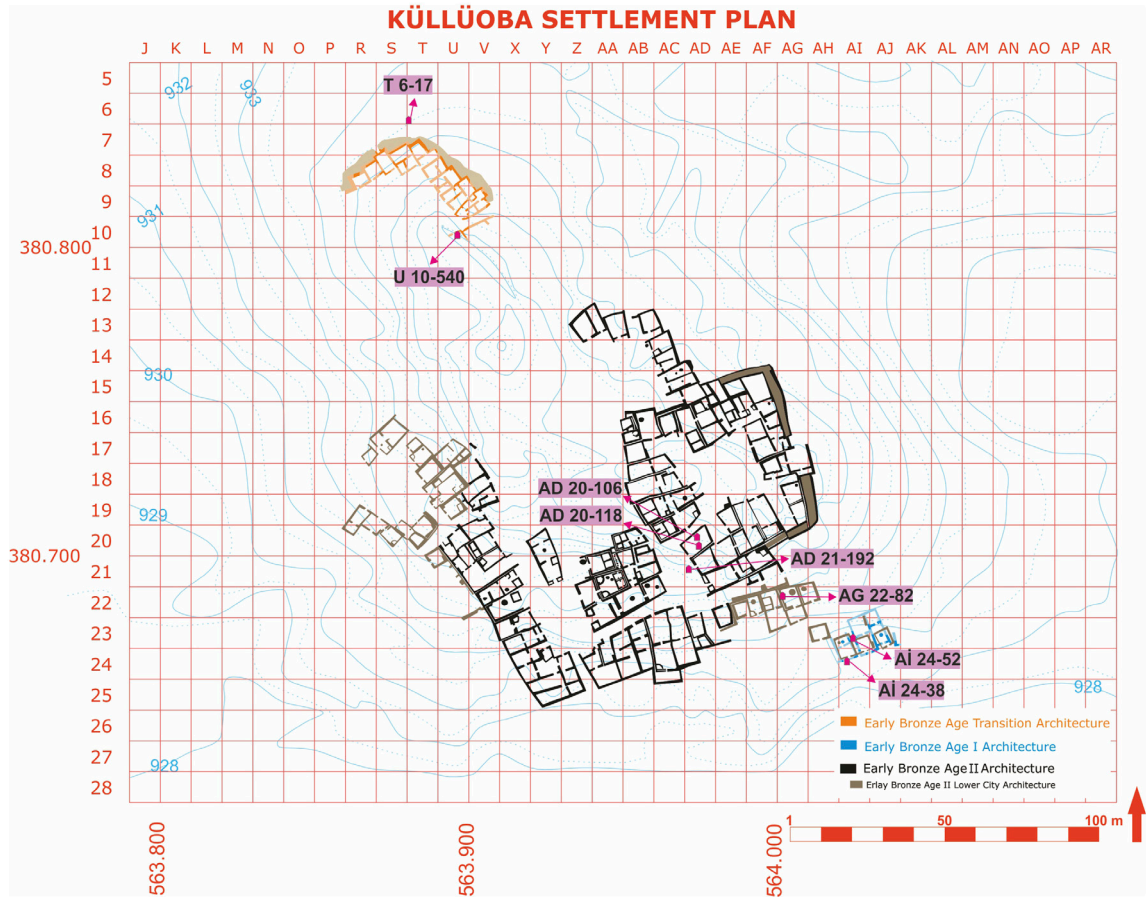 KÜLLÜOBA SETTLEMENT PLAN
J K L M N O P R S T U V X Y Z AA AB AC AD AE AF AG AH AI AJ AK AL AM AN AO AP AR
5
932
933
T 6-17
6
7
8
9
931
10
380.800
11
U 10-540
12
13
14
930
15
16
17
18
AD 20-106
19
929
AD 20-118
20
380.700
AD 21-192
21
22
AG 22-82
23
24
Aİ 24-52
25
Aİ 24-38
928
26
Early Bronze Age Transition Architecture
27
Early Bronze Age I Architecture
928
Early Bronze Age II Architecture
28
Erlay Bronze Age II Lower City Architecture
1 50 100 m
563.800
563.900
564.000